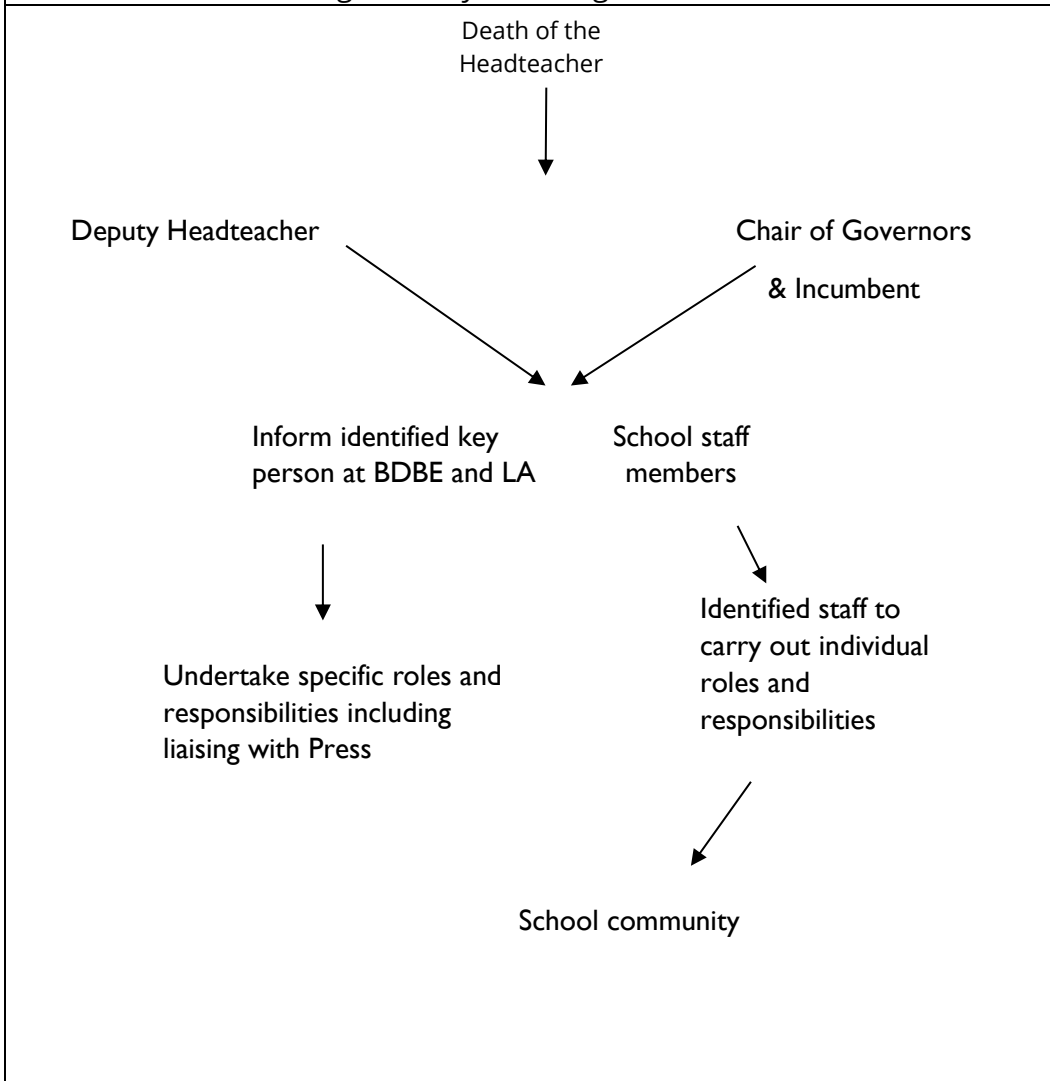 Death of the
Headteacher
Deputy Headteacher
Chair of Governors
& Incumbent
Inform identified key
person at BDBE and LA
School staff
members
Identified staff to
carry out individual
roles and
responsibilities
Undertake specific roles and
responsibilities including
liaising with Press
School community